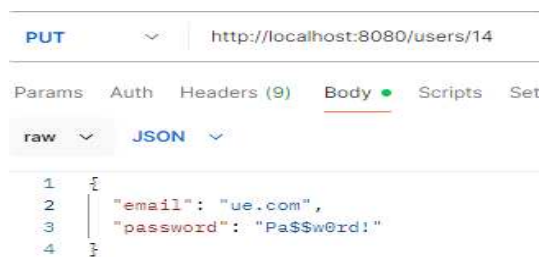 PUT http://localhost:8080/users/14
Params Auth Headers (9) Body Scripts Set
raw JSON
1 {
2 "email": "ue.com",
3 "password": "Pa$$w0rd!"
4 }